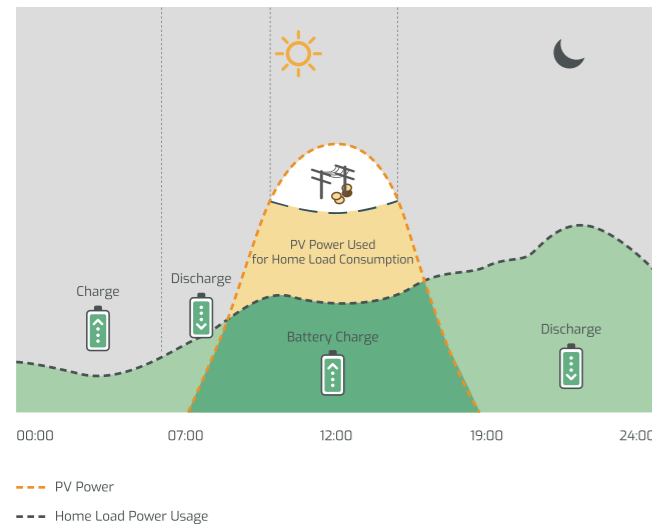 PV Power Used
for Home Load Consumption
Discharge
Charge
Battery Charge
Discharge
00:00
07:00
12:00
19:00
24:00
PV Power
Home Load Power Usage